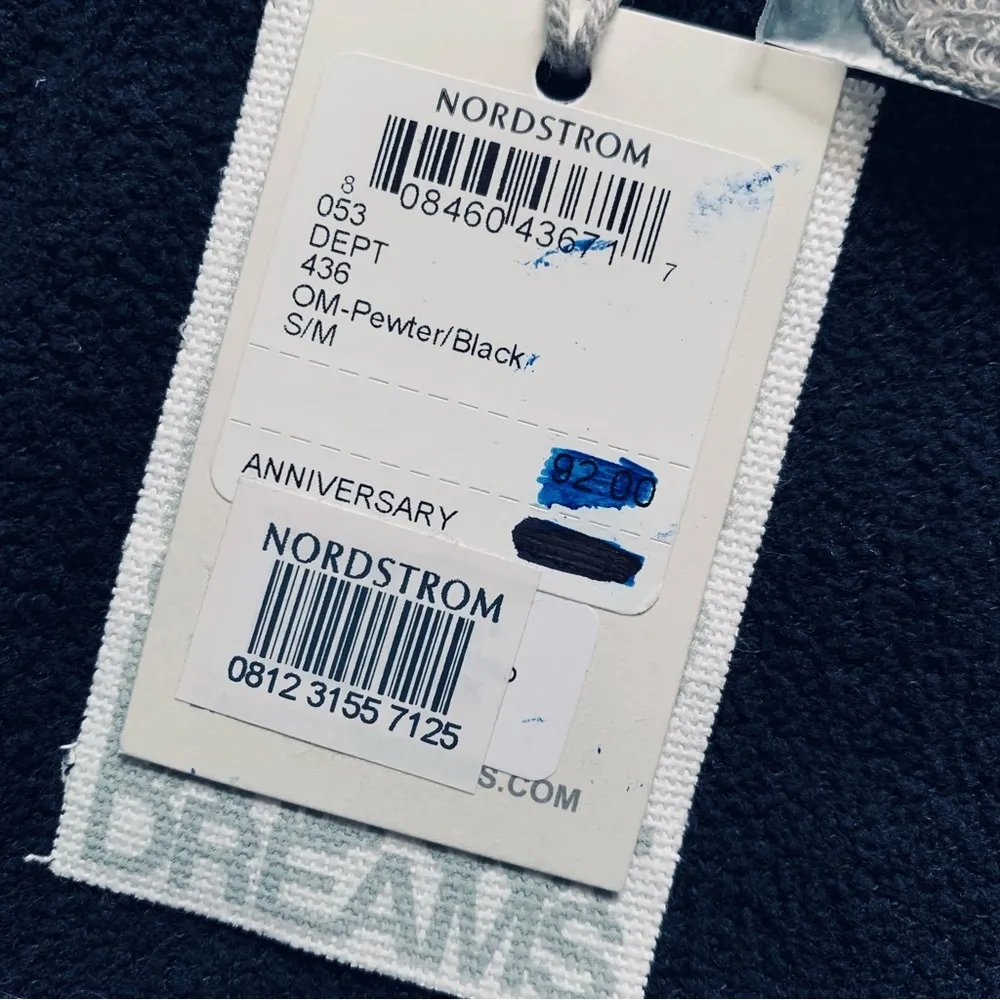 NORDSTROM
8 08460 43671 7
053
DEPT
436
OM-Pewter/Black
S/M
92 00
ANNIVERSARY
NORDSTROM
0812 3155 7125
S.COM
DREAMS